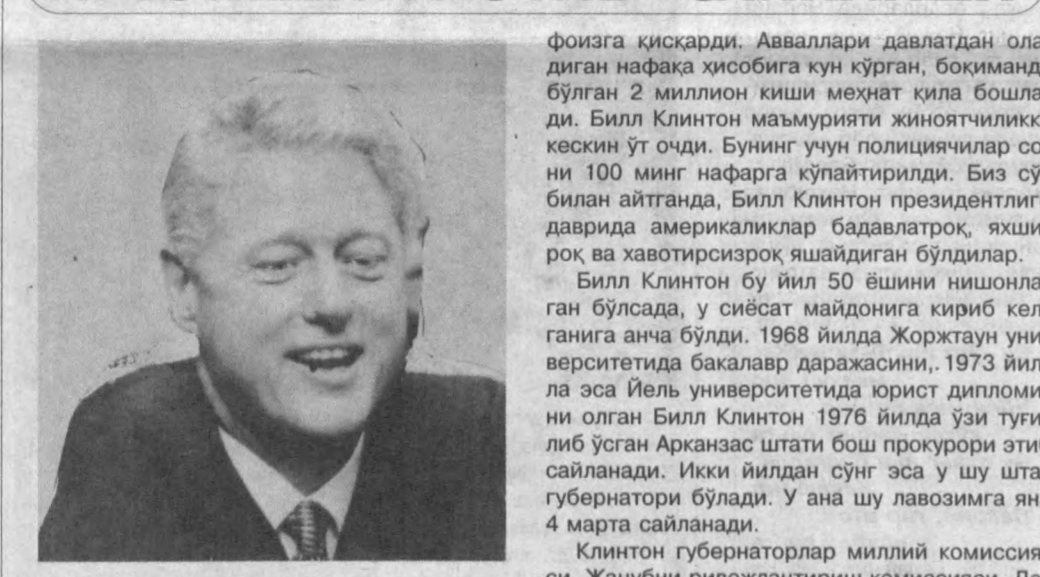 фоизга қисқарди. Авваллари давлатдан ола
диган нафақа ҳисобига кун кўрган, боқиманд
бўлган 2 миллион киши меҳнат қила бошла
ди. Билл Клинтон маъмурияти жиноятчиликк
кескин ўт очди. Бунинг учун полициячилар со
ни 100 минг нафарга кўпайтирилди. Биз сў
билан айтганда, Билл Клинтон президентлиг
даврида америкаликлар бадавлатроқ, яхши
роқ ва хавотирсизроқ яшайдиган бўлдилар.
Билл Клинтон бу йил 50 ёшини нишонла
ган бўлсада, у сиёсат майдонига кириб кел
ганига анча бўлди. 1968 йилда Жоржтаун уни
верситетида бакалавр даражасини,. 1973 йил
ла эса Йель университетида юрист дипломи
ни олган Билл Клинтон 1976 йилда ўзи туғи
либ ўсган Арканзас штати бош прокурори эти
сайланади. Икки йилдан сўнг эса у шу шта
губернатори бўлади. У ана шу лавозимга ян
4 марта сайланади.
Клинтон губернаторлар миллий комиссия